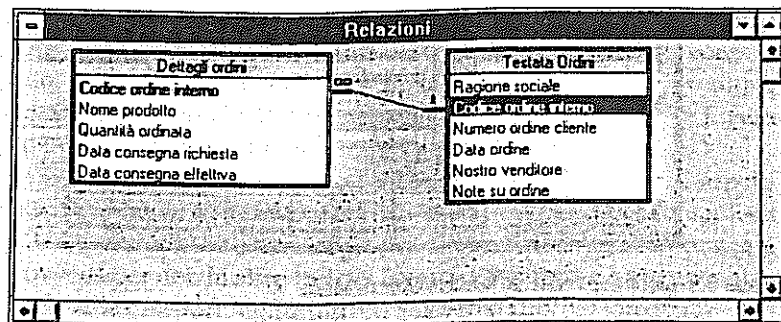 Relazioni
Dettagli ordini
Codice ordine interno
Nome prodotto
Quantità ordinata
Data consegna richiesta
Data consegna effettiva
∞
1
Testata Ordini
Ragione sociale
Codice ordine interno
Numero ordine cliente
Data ordine
Nostro venditore
Note su ordine